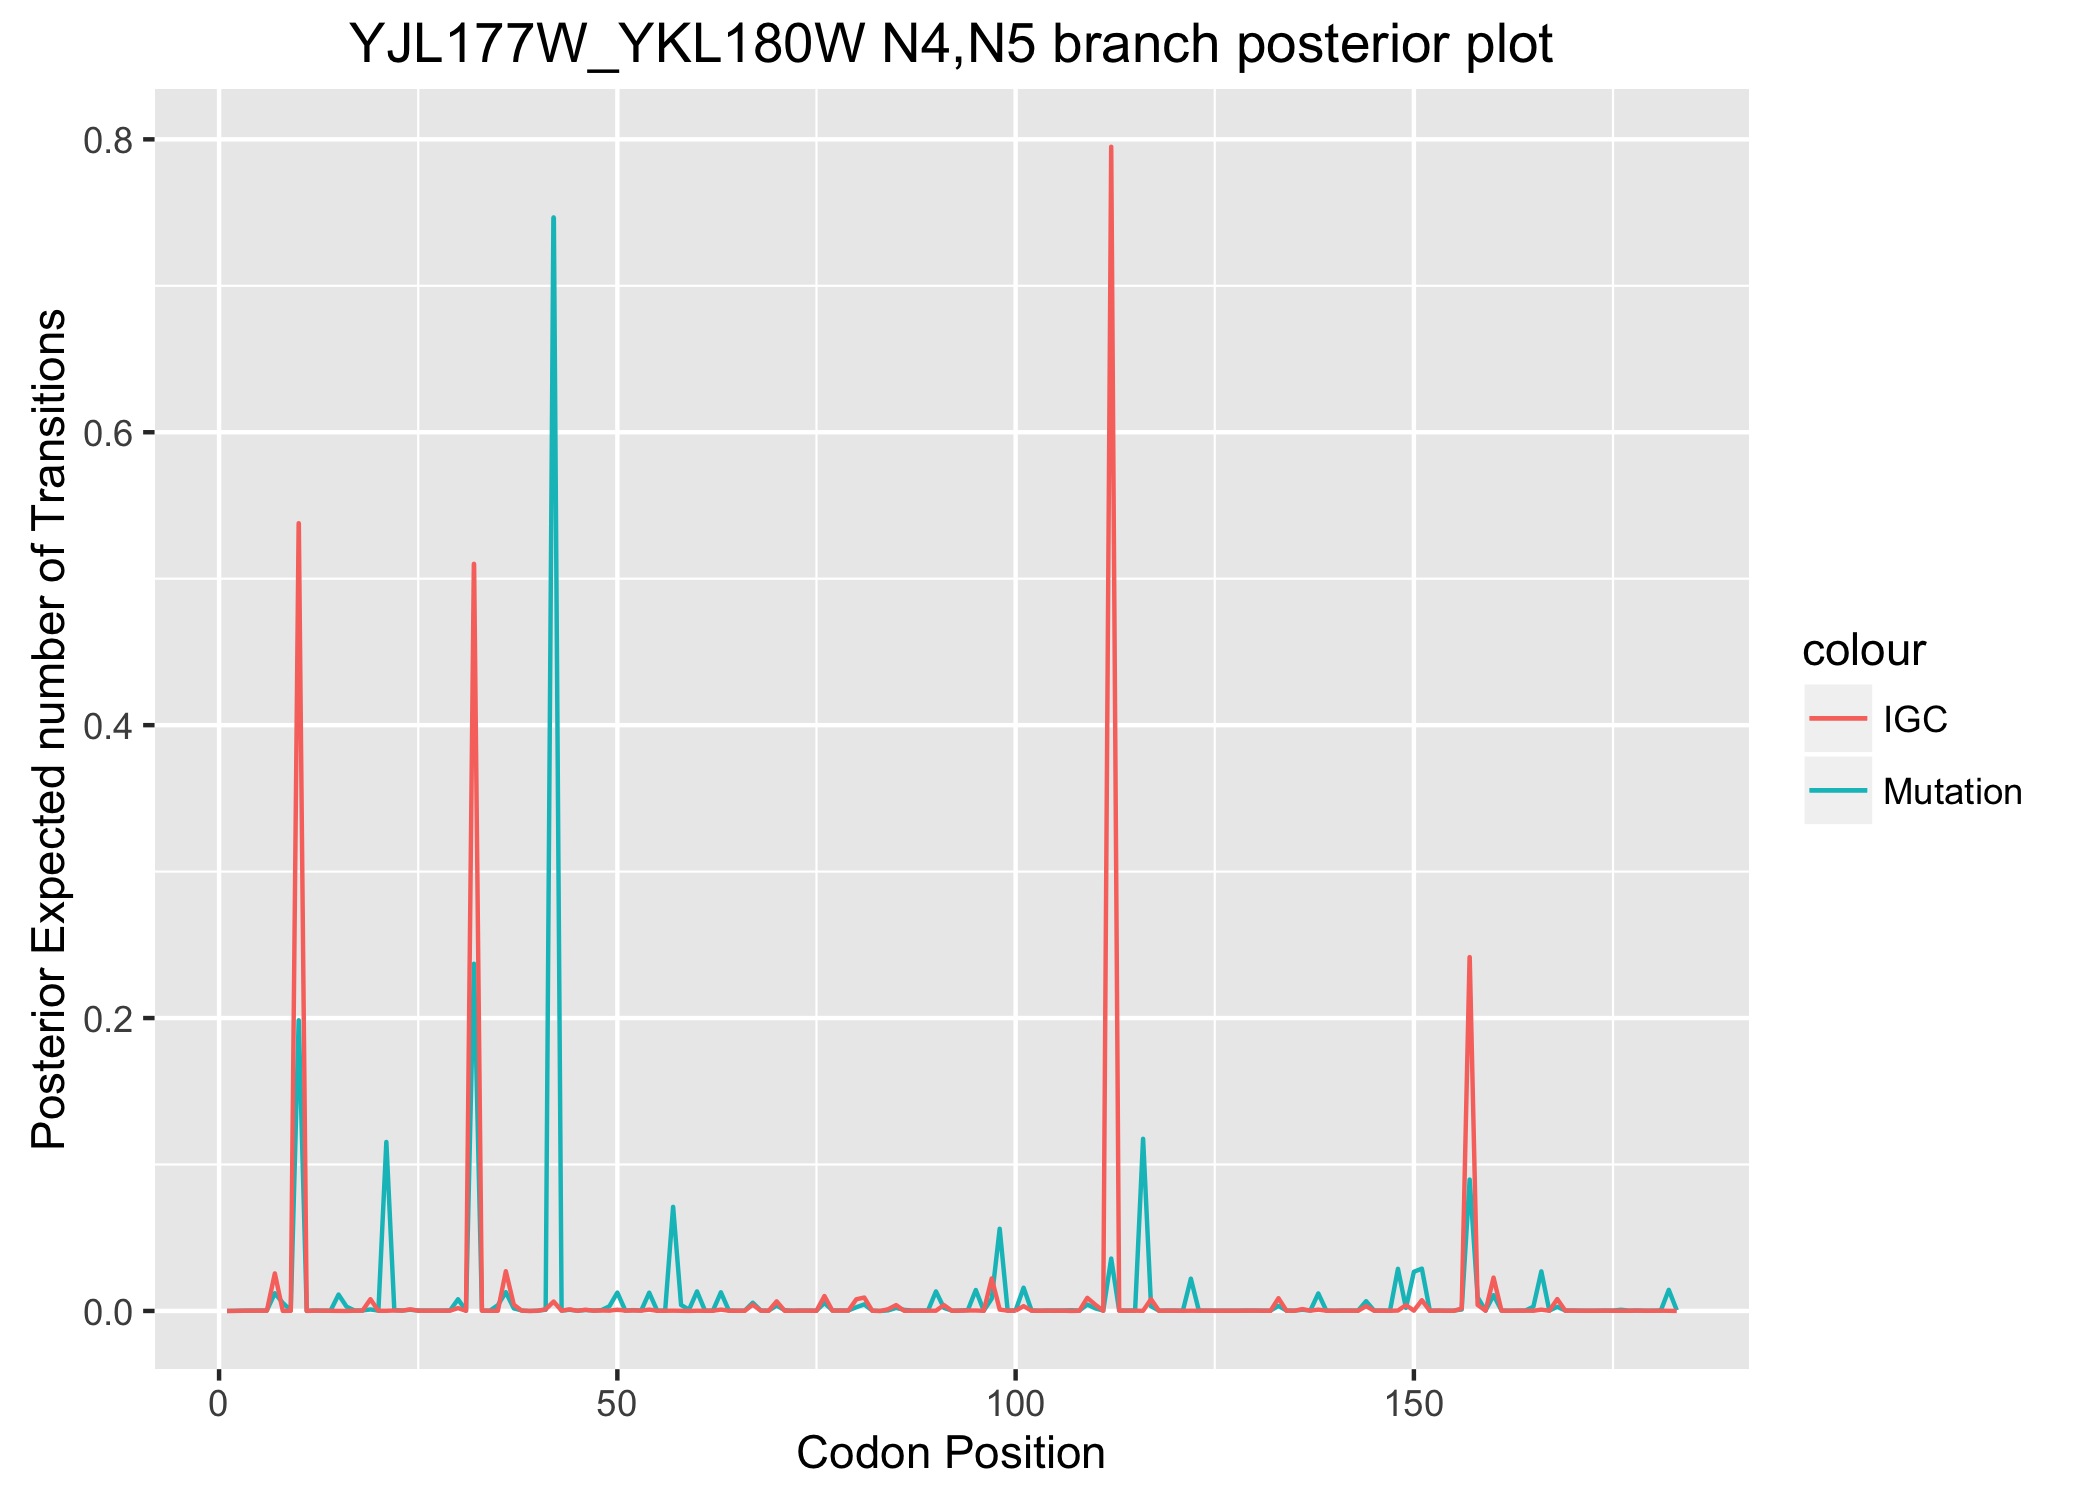 YJL177W_YKL180W N4,N5 branch posterior plot
Posterior Expected number of Transitions
0.8
0.6
0.4
0.2
0.0
0
50
100
150
Codon Position
colour
IGC
Mutation